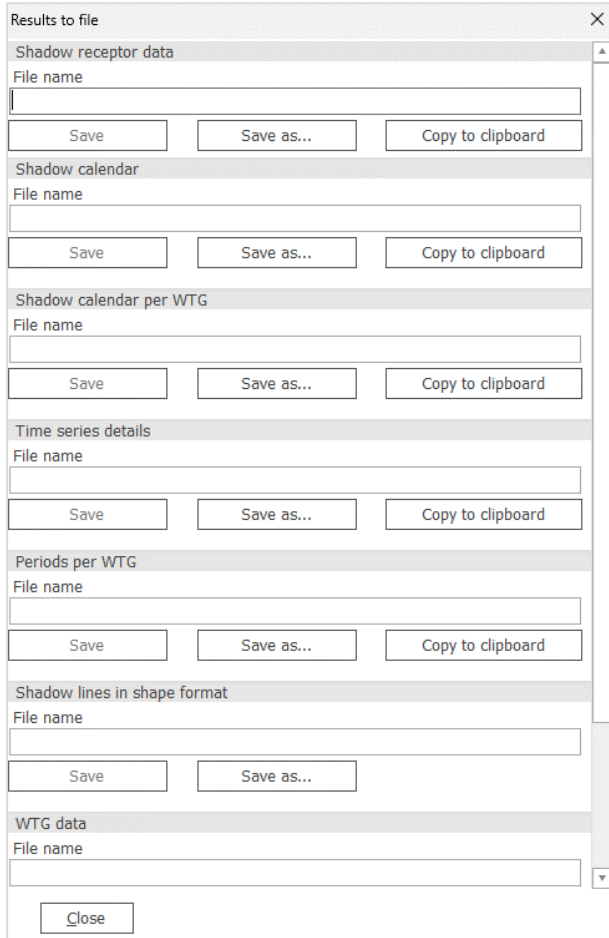 Results to file
Shadow receptor data
File name
Save Save as... Copy to clipboard
Shadow calendar
File name
Save Save as... Copy to clipboard
Shadow calendar per WTG
File name
Save Save as... Copy to clipboard
Time series details
File name
Save Save as... Copy to clipboard
Periods per WTG
File name
Save Save as... Copy to clipboard
Shadow lines in shape format
File name
Save Save as...
WTG data
File name
Close